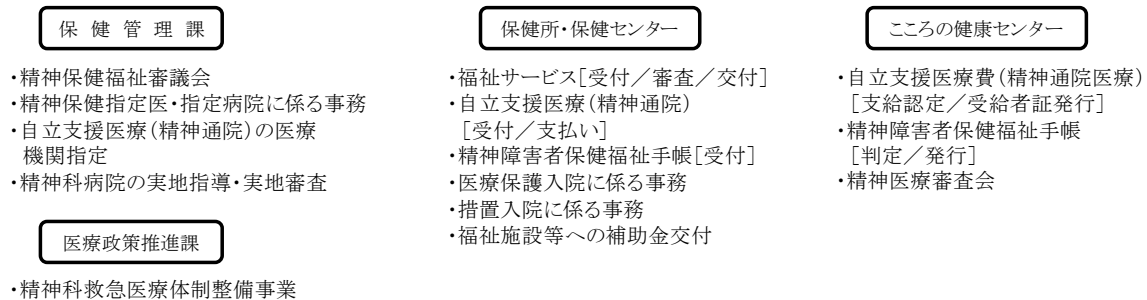 保健管理課
・精神保健福祉審議会
・精神保健指定医・指定病院に係る事務
・自立支援医療(精神通院)の医療
機関指定
・精神科病院の実地指導・実地審査
医療政策推進課
・精神科救急医療体制整備事業
保健所・保健センター
・福祉サービス[受付／審査／交付]
・自立支援医療(精神通院)
[受付／支払い]
・精神障害者保健福祉手帳[受付]
・医療保護入院に係る事務
・措置入院に係る事務
・福祉施設等への補助金交付
こころの健康センター
・自立支援医療費(精神通院医療)
[支給認定／受給者証発行]
・精神障害者保健福祉手帳
[判定／発行]
・精神医療審査会